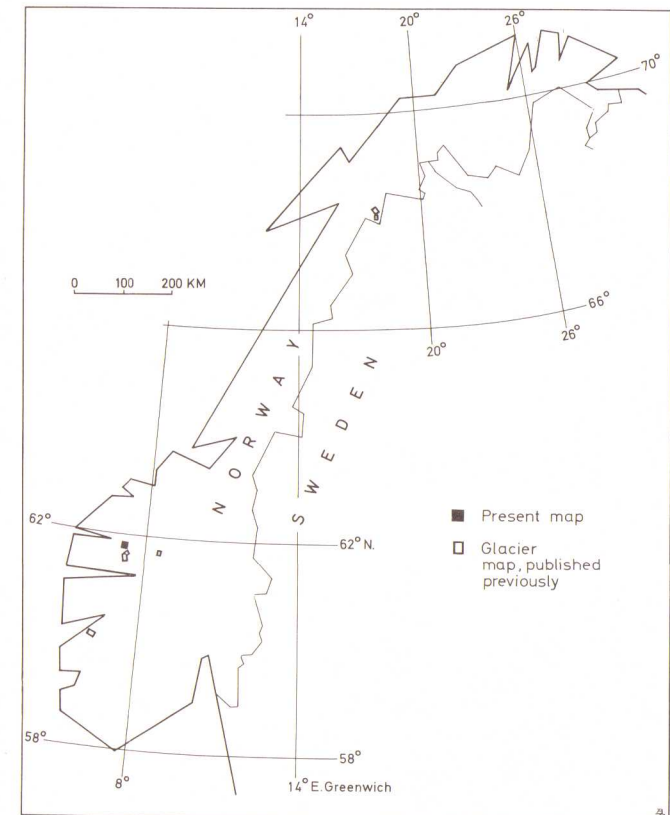 14°
20°
26°
70°
0 100 200 KM
66°
26°
20°
NORWAY
SWEDEN
62°
62° N.
Present map
Glacier
map, published
previously
58°
58°
8°
14° E. Greenwich